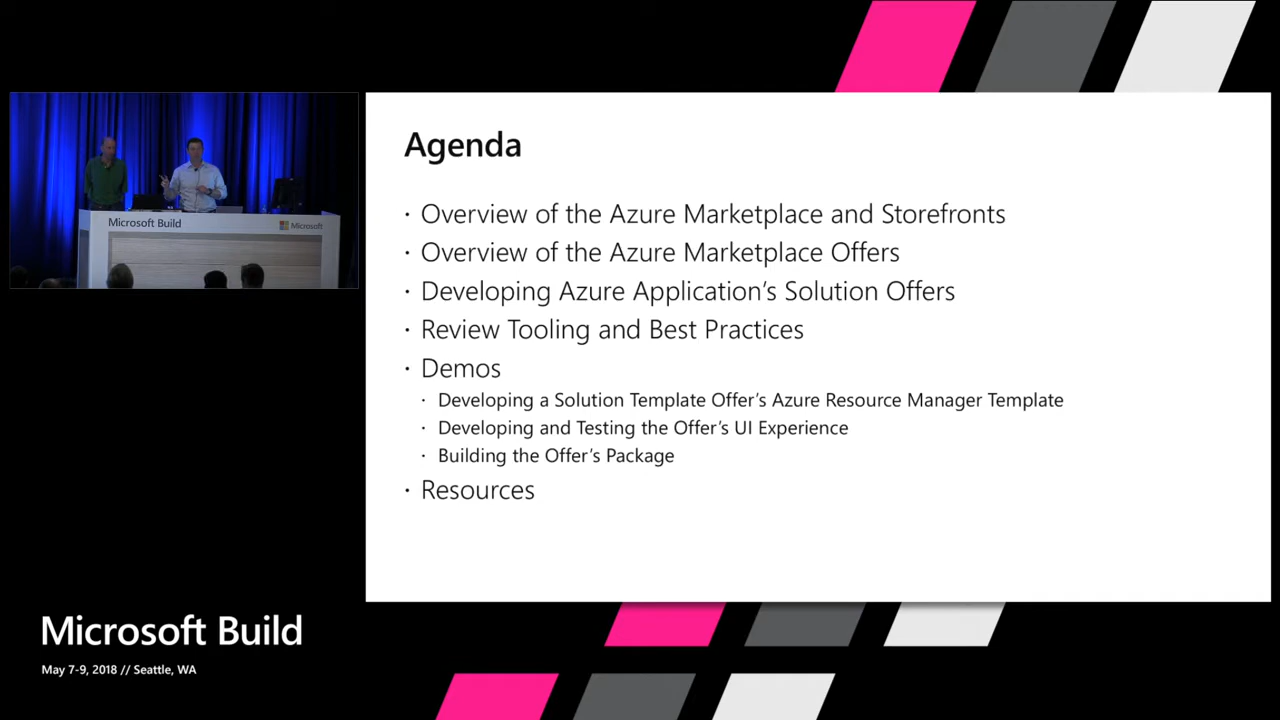 Agenda
· Overview of the Azure Marketplace and Storefronts
· Overview of the Azure Marketplace Offers
· Developing Azure Application's Solution Offers
· Review Tooling and Best Practices
· Demos
· Developing a Solution Template Offer's Azure Resource Manager Template
· Developing and Testing the Offer's UI Experience
· Building the Offer's Package
· Resources
Microsoft Build
Microsoft
Microsoft Build
May 7-9, 2018 // Seattle, WA